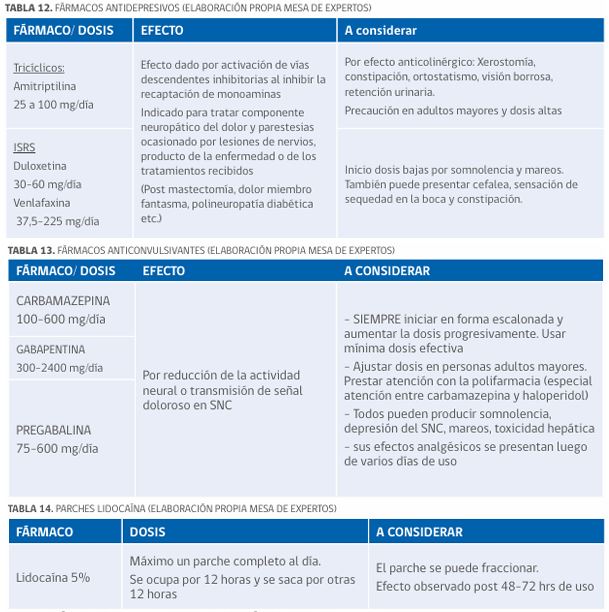 TABLA 12. FÁRMACOS ANTIDEPRESIVOS (ELABORACIÓN PROPIA MESA DE EXPERTOS)
FÁRMACO/ DOSIS
EFECTO
A considerar
Tricíclicos:
Amitriptilina
25 a 100 mg/día
Efecto dado por activación de vías
descendentes inhibitorias al inhibir la
recaptación de monoaminas
Indicado para tratar componente
neuropático del dolor y parestesias
ocasionado por lesiones de nervios,
producto de la enfermedad o de los
tratamientos recibidos
(Post mastectomía, dolor miembro
fantasma, polineuropatía diabética
etc.)
Por efecto anticolinérgico: Xerostomía,
constipación, ortostatismo, visión borrosa,
retención urinaria.
Precaución en adultos mayores y dosis altas
ISRS
Duloxetina
30-60 mg/día
Venlafaxina
37,5-225 mg/día
Inicio dosis bajas por somnolencia y mareos.
También puede presentar cefalea, sensación de
sequedad en la boca y constipación.
TABLA 13. FÁRMACOS ANTICONVULSIVANTES (ELABORACIÓN PROPIA MESA DE EXPERTOS)
FÁRMACO/ DOSIS
EFECTO
A CONSIDERAR
CARBAMAZEPINA
100-600 mg/día
GABAPENTINA
300-2400 mg/día
PREGABALINA
75-600 mg/día
Por reducción de la actividad
neural o transmisión de señal
doloroso en SNC
- SIEMPRE iniciar en forma escalonada y
aumentar la dosis progresivamente. Usar
mínima dosis efectiva
- Ajustar dosis en personas adultos mayores.
Prestar atención con la polifarmacia (especial
atención entre carbamazepina y haloperidol)
- Todos pueden producir somnolencia,
depresión del SNC, mareos, toxicidad hepática
- sus efectos analgésicos se presentan luego
de varios días de uso
TABLA 14. PARCHES LIDOCAÍNA (ELABORACIÓN PROPIA MESA DE EXPERTOS)
FÁRMACO
DOSIS
A CONSIDERAR
Lidocaína 5%
Máximo un parche completo al día.
Se ocupa por 12 horas y se saca por otras
12 horas
El parche se puede fraccionar.
Efecto observado post 48-72 hrs de uso